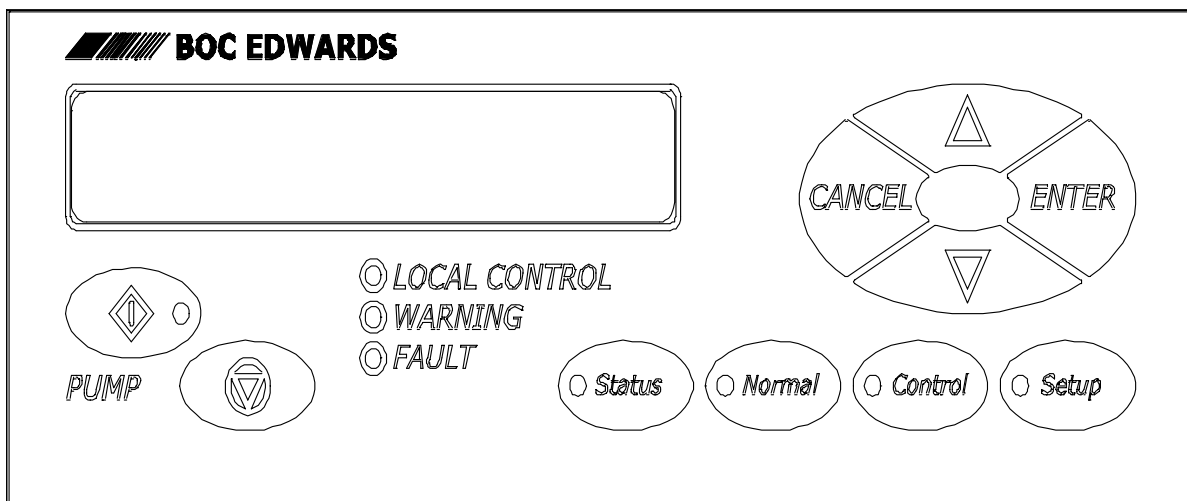 BOC EDWARDS
CANCEL
ENTER
LOCAL CONTROL
WARNING
FAULT
PUMP
Status
Normal
Control
Setup